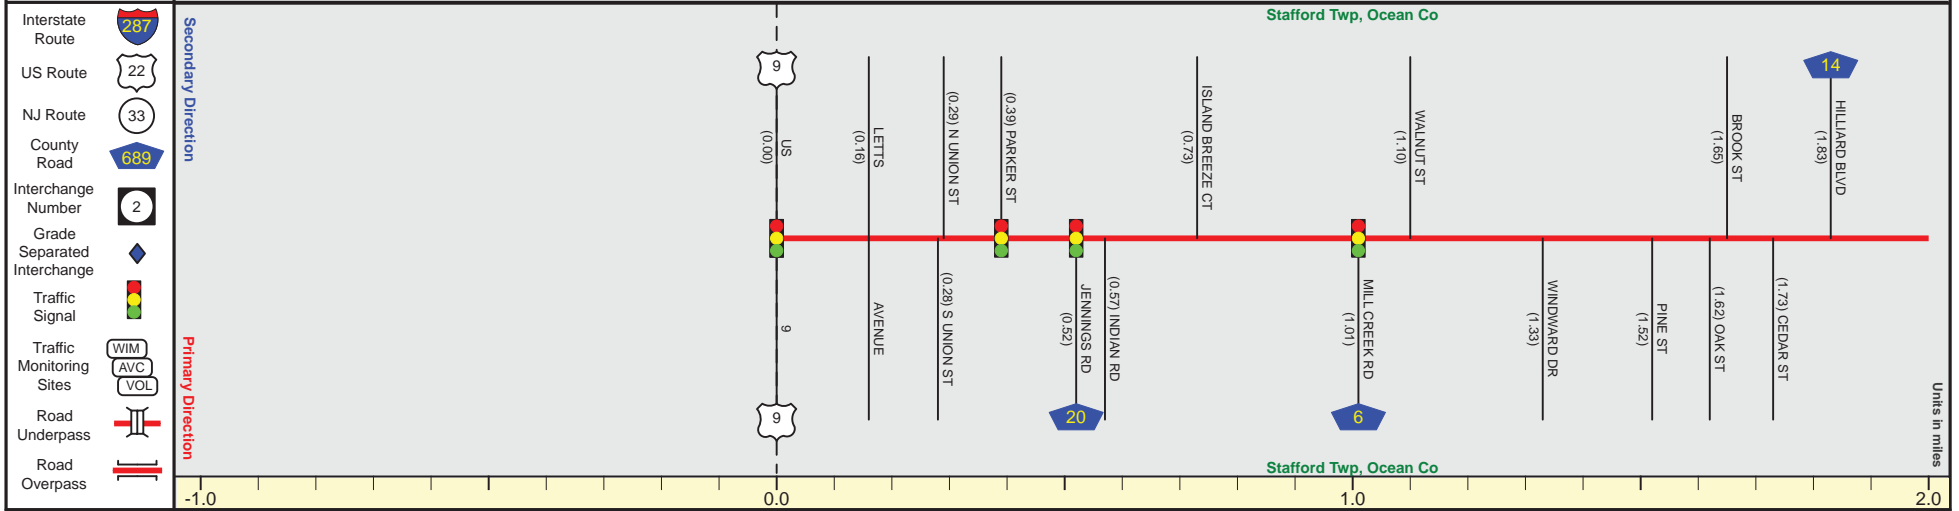 Interstate
Route
287
US Route
22
NJ Route
33
County
Road
689
Interchange
Number
2
Grade
Separated
Interchange
Traffic
Signal
Traffic
Monitoring
Sites
WIM
AVC
VOL
Road
Underpass
Road
Overpass
Secondary Direction
Primary Direction
Stafford Twp, Ocean Co
9
US
(0.00)
LETTS
(0.16)
(0.29) N UNION ST
(0.39) PARKER ST
ISLAND BREEZE CT
(0.73)
WALNUT ST
(1.10)
BROOK ST
(1.65)
14
HILLIARD BLVD
(1.83)
9
9
AVENUE
(0.28) S UNION ST
JENNINGS RD
(0.52)
20
(0.57) INDIAN RD
MILL CREEK RD
(1.01)
6
WINDWARD DR
(1.33)
PINE ST
(1.52)
(1.62) OAK ST
(1.73) CEDAR ST
Units in miles
Stafford Twp, Ocean Co
-1.0
0.0
1.0
2.0